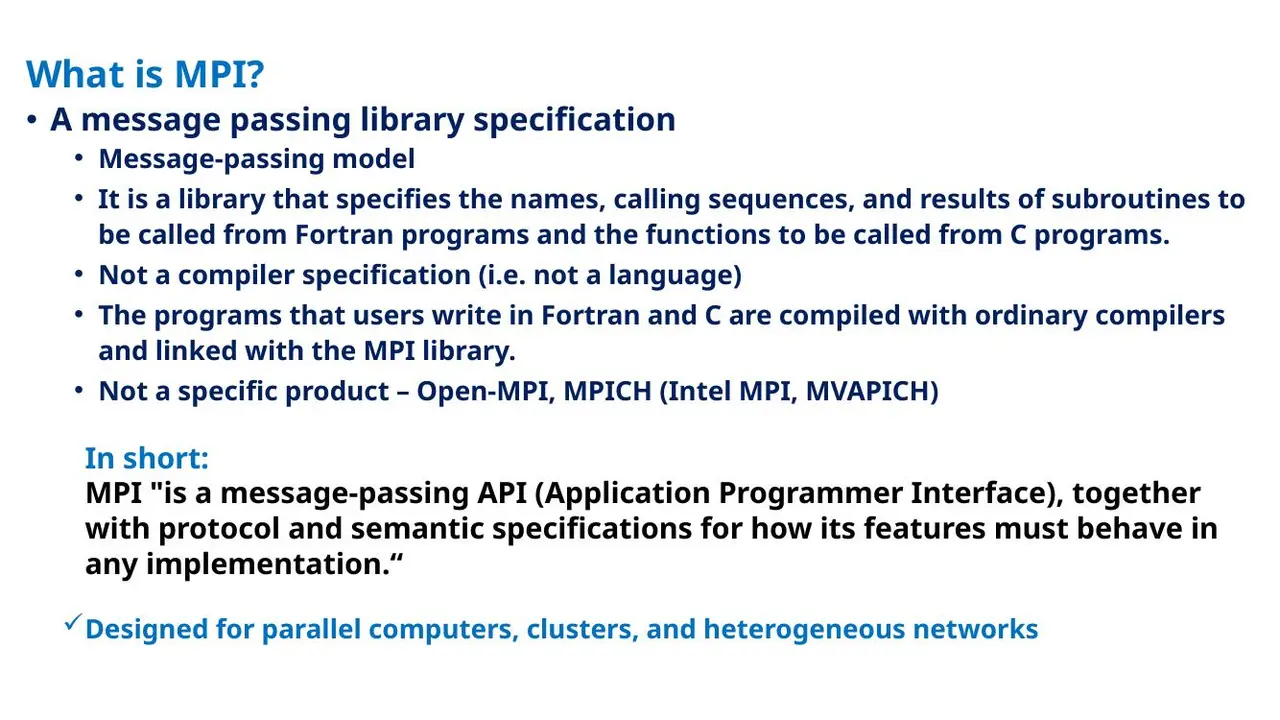 What is MPI?
• A message passing library specification
• Message-passing model
• It is a library that specifies the names, calling sequences, and results of subroutines to
be called from Fortran programs and the functions to be called from C programs.
• Not a compiler specification (i.e. not a language)
• The programs that users write in Fortran and C are compiled with ordinary compilers
and linked with the MPI library.
• Not a specific product – Open-MPI, MPICH (Intel MPI, MVAPICH)
In short:
MPI "is a message-passing API (Application Programmer Interface), together
with protocol and semantic specifications for how its features must behave in
any implementation.“
✓Designed for parallel computers, clusters, and heterogeneous networks